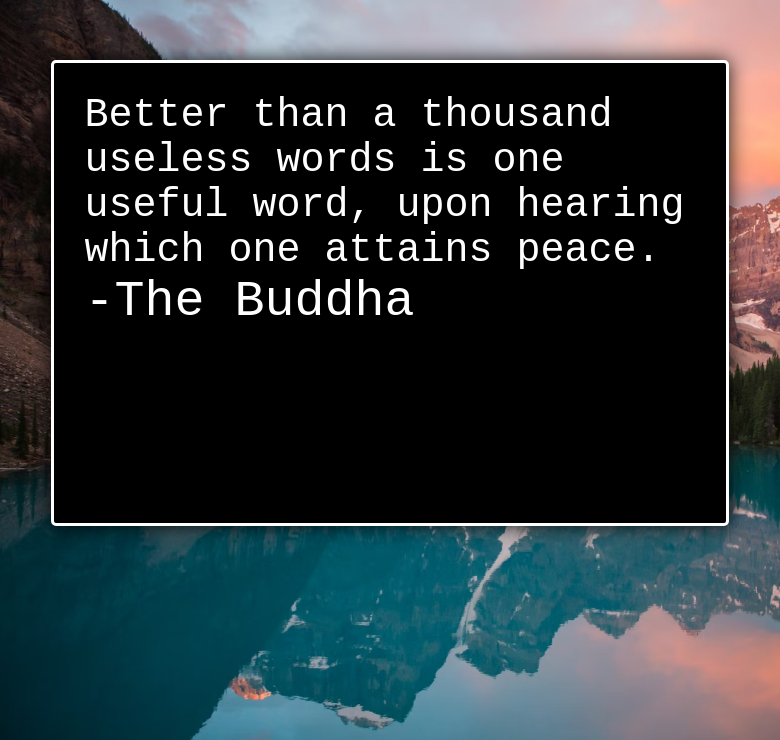 Better than a thousand
useless words is one
useful word, upon hearing
which one attains peace.
-The Buddha